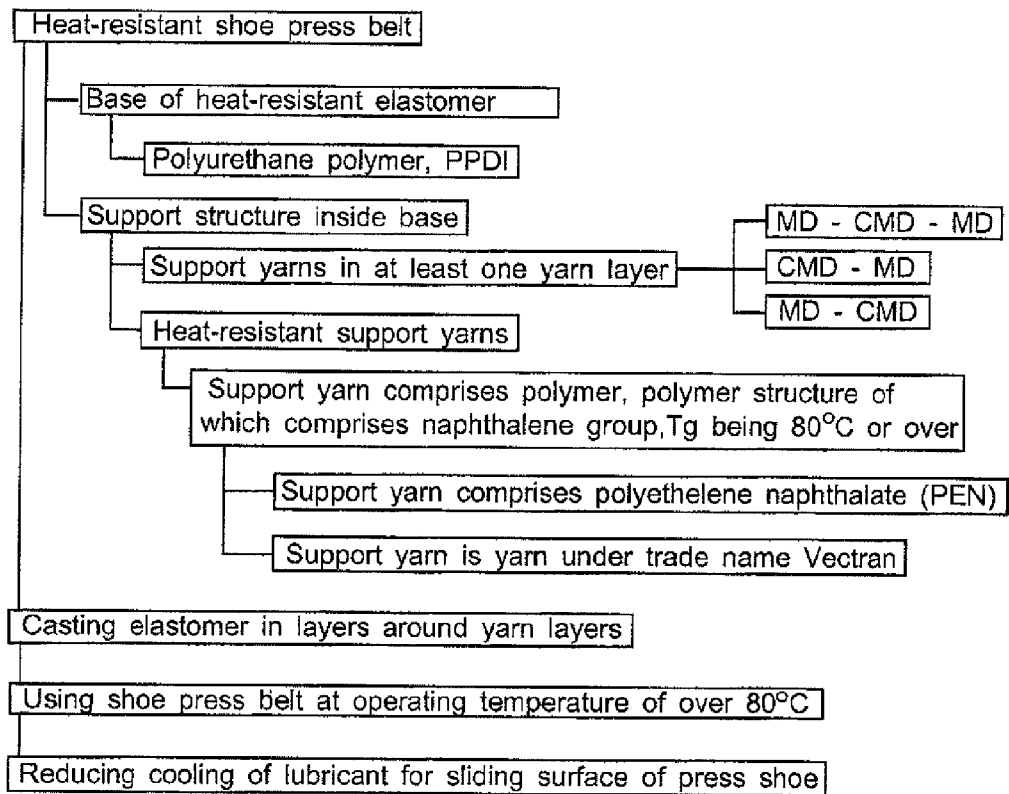 Heat-resistant shoe press belt
Base of heat-resistant elastomer
Polyurethane polymer, PPDI
Support structure inside base
Support yarns in at least one yarn layer
MD - CMD - MD
CMD - MD
MD - CMD
Heat-resistant support yarns
Support yarn comprises polymer, polymer structure of
which comprises naphthalene group,Tg being 80°C or over
Support yarn comprises polyethelene naphthalate (PEN)
Support yarn is yarn under trade name Vectran
Casting elastomer in layers around yarn layers
Using shoe press belt at operating temperature of over 80°C
Reducing cooling of lubricant for sliding surface of press shoe